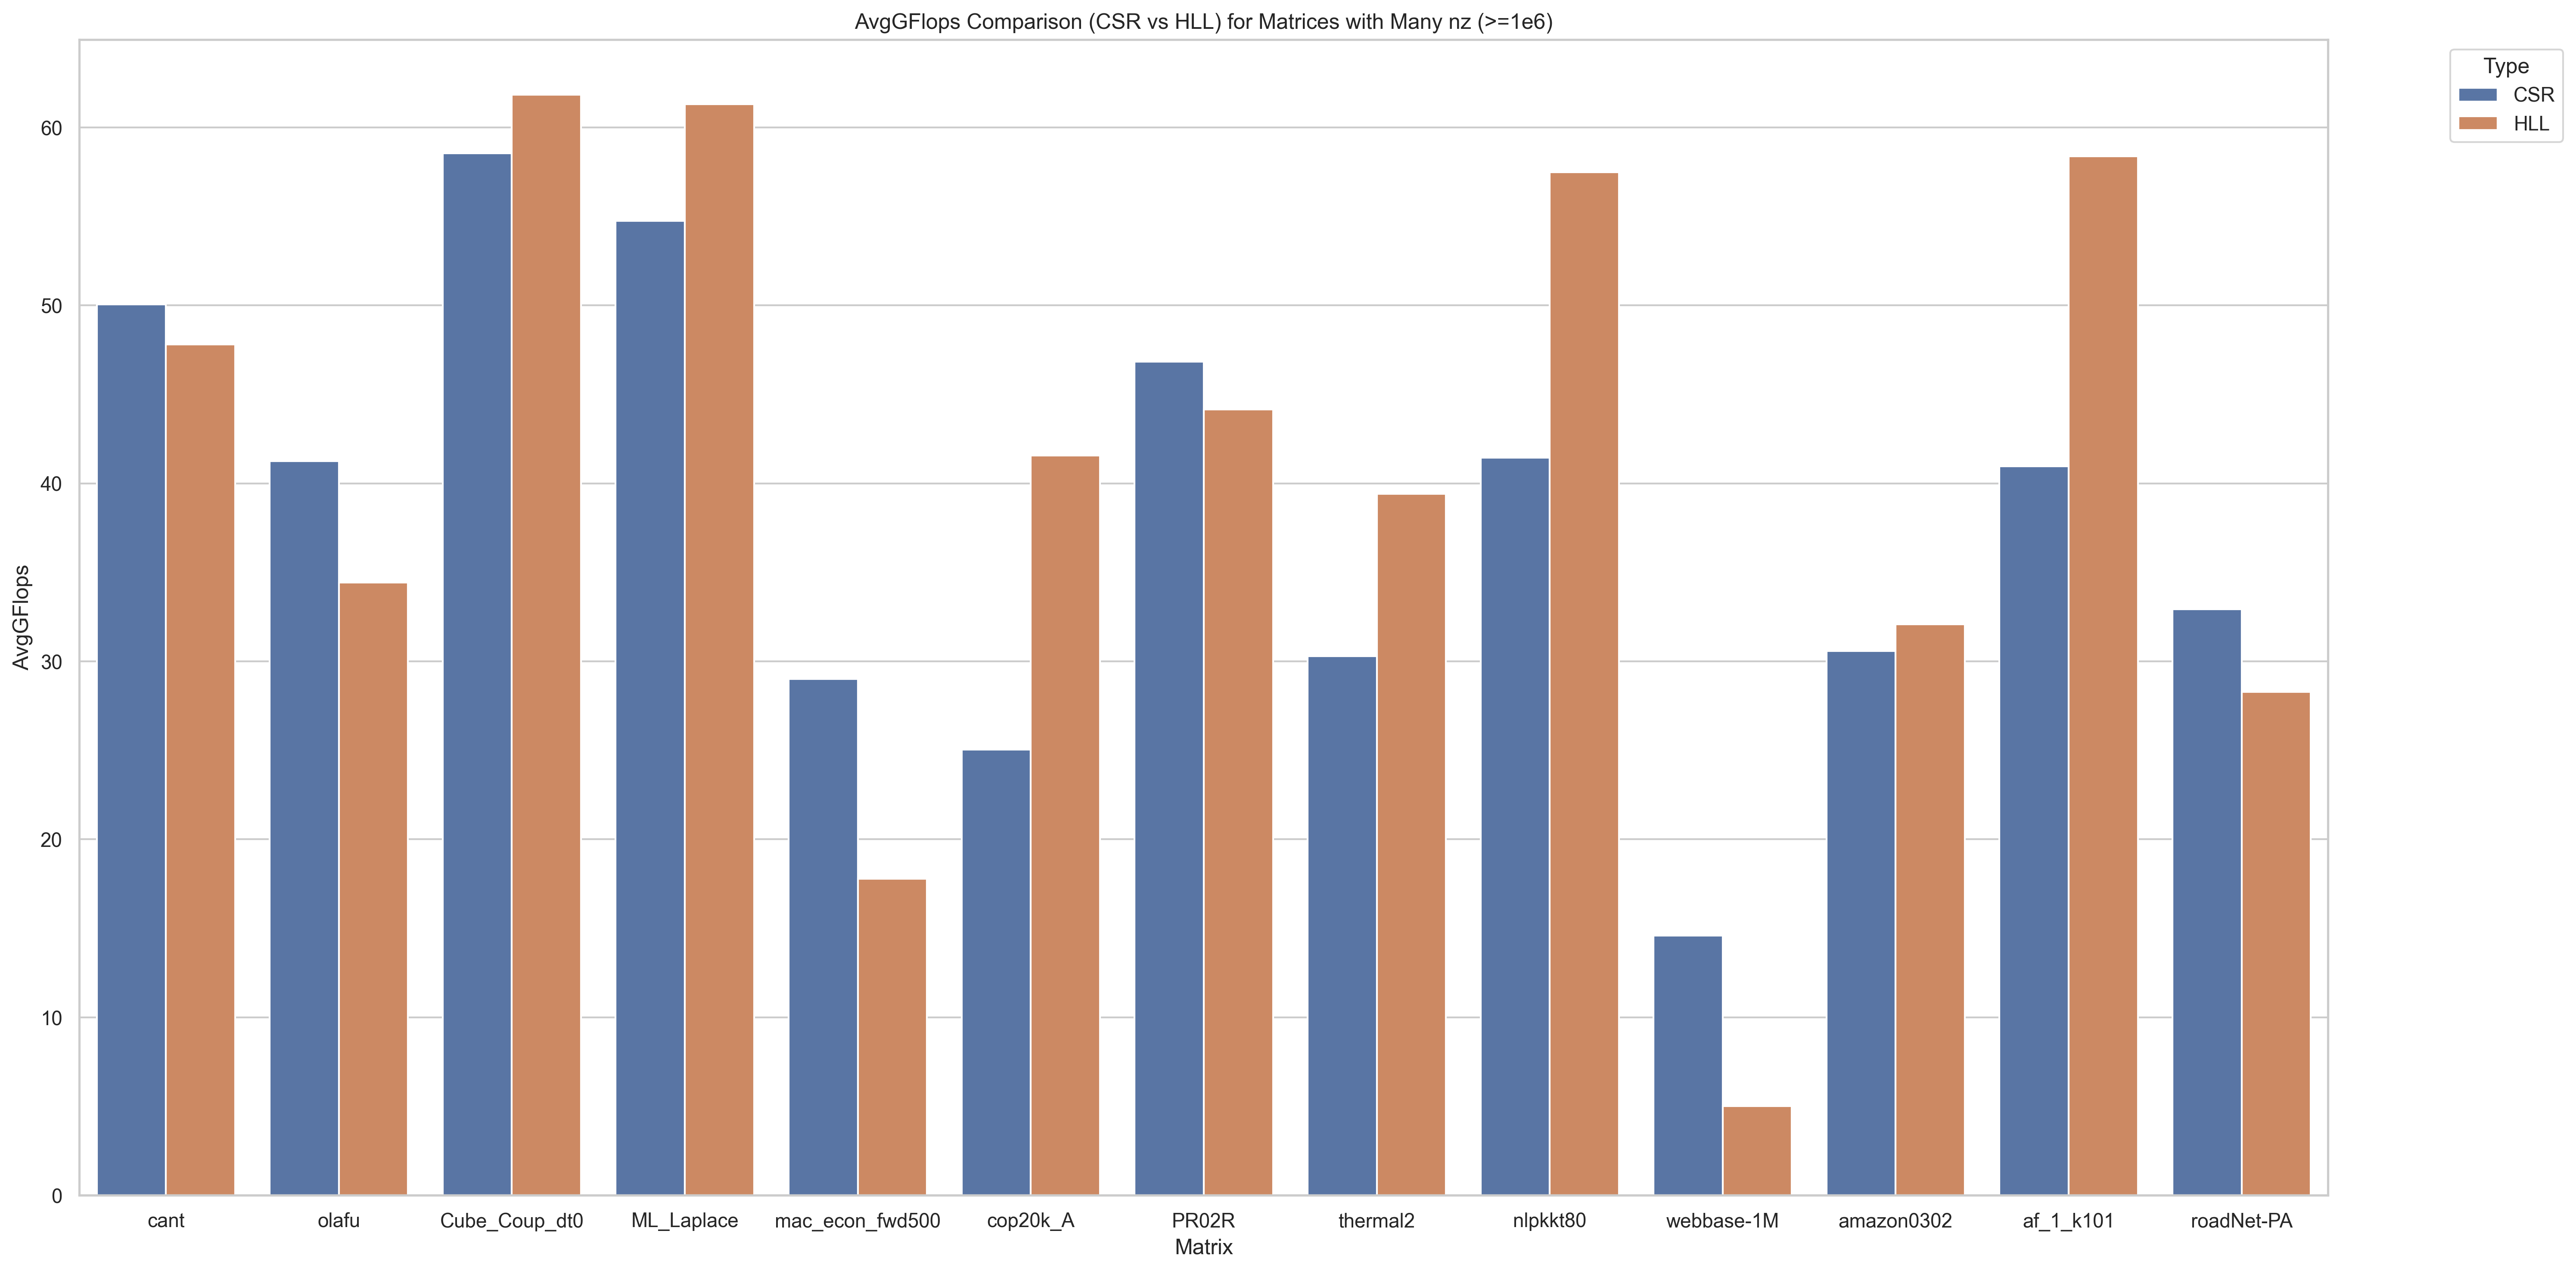 AvgGFlops Comparison (CSR vs HLL) for Matrices with Many nz (>=1e6)
Type
CSR
HLL
AvgGFlops
60
50
40
30
20
10
0
cant olafu Cube_Coup_dt0 ML_Laplace mac_econ_fwd500 cop20k_A PR02R thermal2 nlpkkt80 webbase-1M amazon0302 af_1_k101 roadNet-PA
Matrix